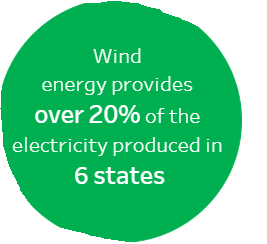 Wind
energy provides
over 20% of the
electricity produced in
6 states